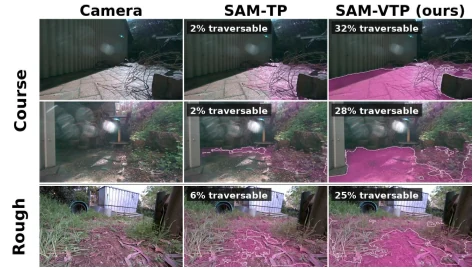 Camera SAM-TP SAM-VTP (ours)
Course
2% traversable 32% traversable
2% traversable 28% traversable
Rough
6% traversable 25% traversable